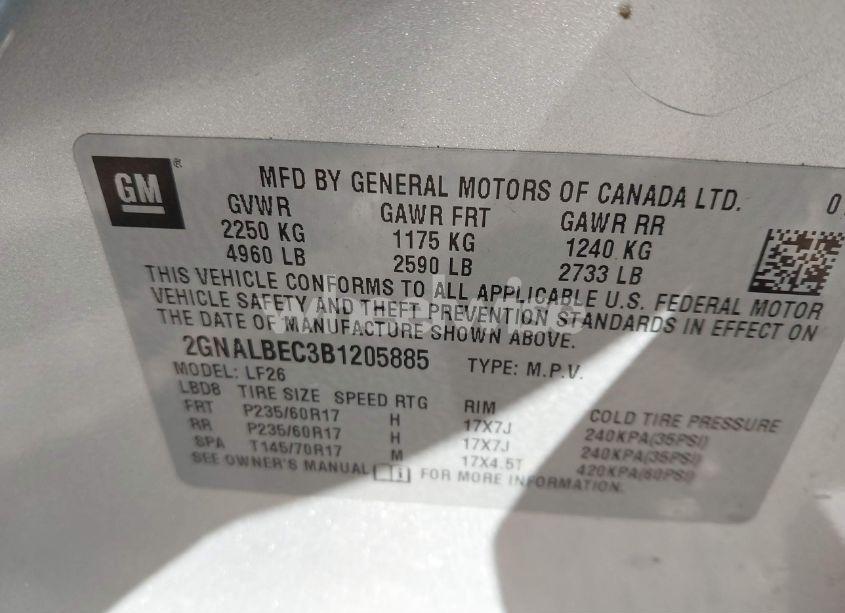 GM®
MFD BY GENERAL MOTORS OF CANADA LTD.
GVWR GAWR FRT GAWR RR
2250 KG 1175 KG 1240 KG
4960 LB 2590 LB 2733 LB
THIS VEHICLE CONFORMS TO ALL APPLICABLE U.S. FEDERAL MOTOR
VEHICLE SAFETY AND THEFT PREVENTION STANDARDS IN EFFECT ON
THE DATE OF MANUFACTURE SHOWN ABOVE.
2GNALBEC3B1205885 TYPE: M.P.V.
MODEL: LF26
LBD8 TIRE SIZE SPEED RTG RIM COLD TIRE PRESSURE
FRT P235/60R17 H 17X7J 240KPA(35PSI)
RR P235/60R17 H 17X7J 240KPA(35PSI)
SPA T145/70R17 M 17X4.5T 420KPA(60PSI)
SEE OWNER'S MANUAL FOR MORE INFORMATION.